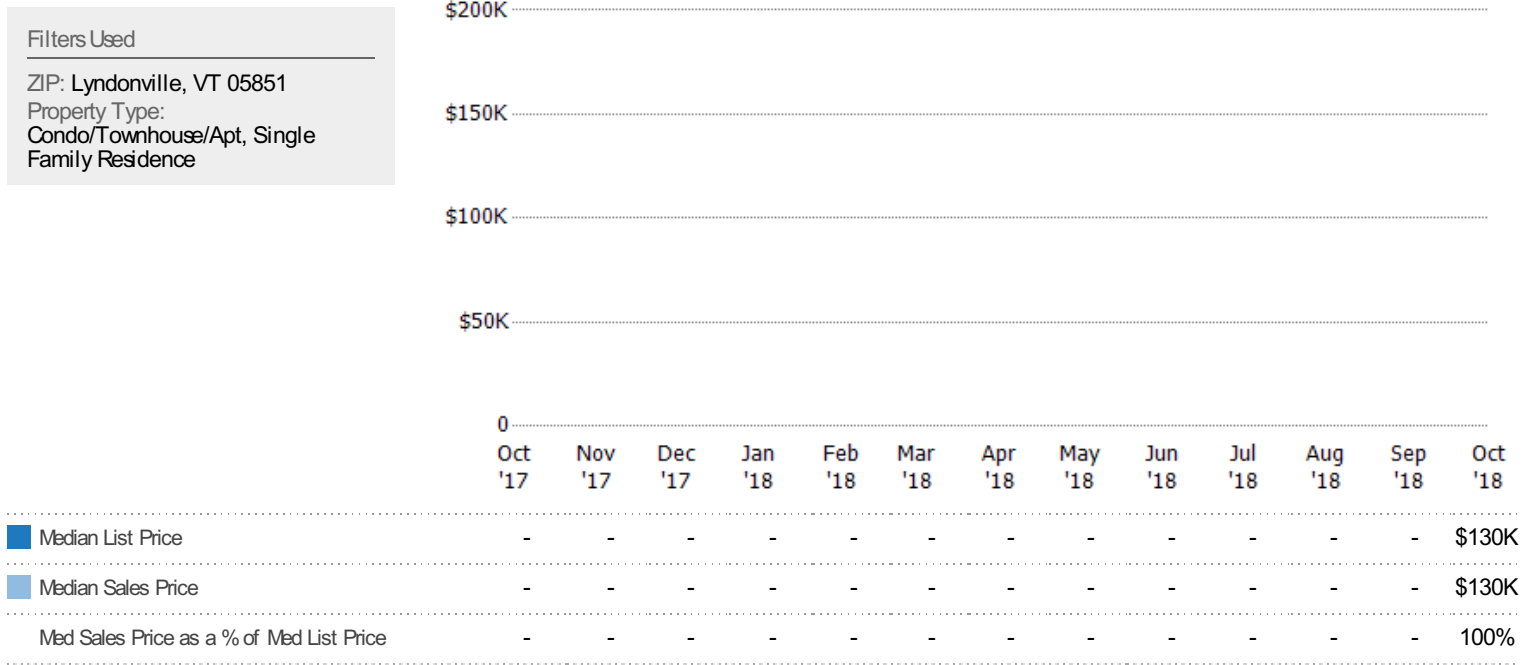 Filters Used
ZIP: Lyndonville, VT 05851
Property Type:
Condo/Townhouse/Apt, Single
Family Residence
$200K
$150K
$100K
$50K
0
Oct Nov Dec Jan Feb Mar Apr May Jun Jul Aug Sep Oct
'17 '17 '17 '18 '18 '18 '18 '18 '18 '18 '18 '18 '18
Median List Price - - - - - - - - - - - - $130K
Median Sales Price - - - - - - - - - - - - $130K
Med Sales Price as a % of Med List Price - - - - - - - - - - - - 100%